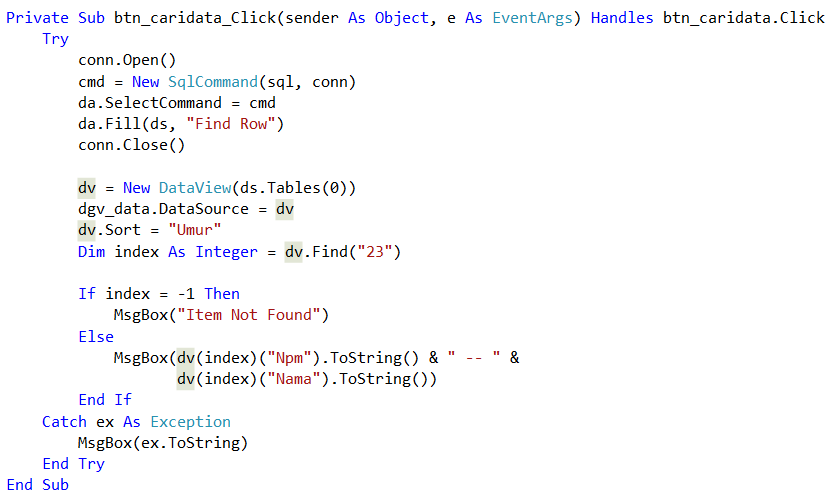 Private Sub btn_caridata_Click(sender As Object, e As EventArgs) Handles btn_caridata.Click
    Try
        conn.Open()
        cmd = New SqlCommand(sql, conn)
        da.SelectCommand = cmd
        da.Fill(ds, "Find Row")
        conn.Close()

        dv = New DataView(ds.Tables(0))
        dgv_data.DataSource = dv
        dv.Sort = "Umur"
        Dim index As Integer = dv.Find("23")

        If index = -1 Then
            MsgBox("Item Not Found")
        Else
            MsgBox(dv(index)("Npm").ToString() & " -- " &
                   dv(index)("Nama").ToString())
        End If
    Catch ex As Exception
        MsgBox(ex.ToString)
    End Try
End Sub